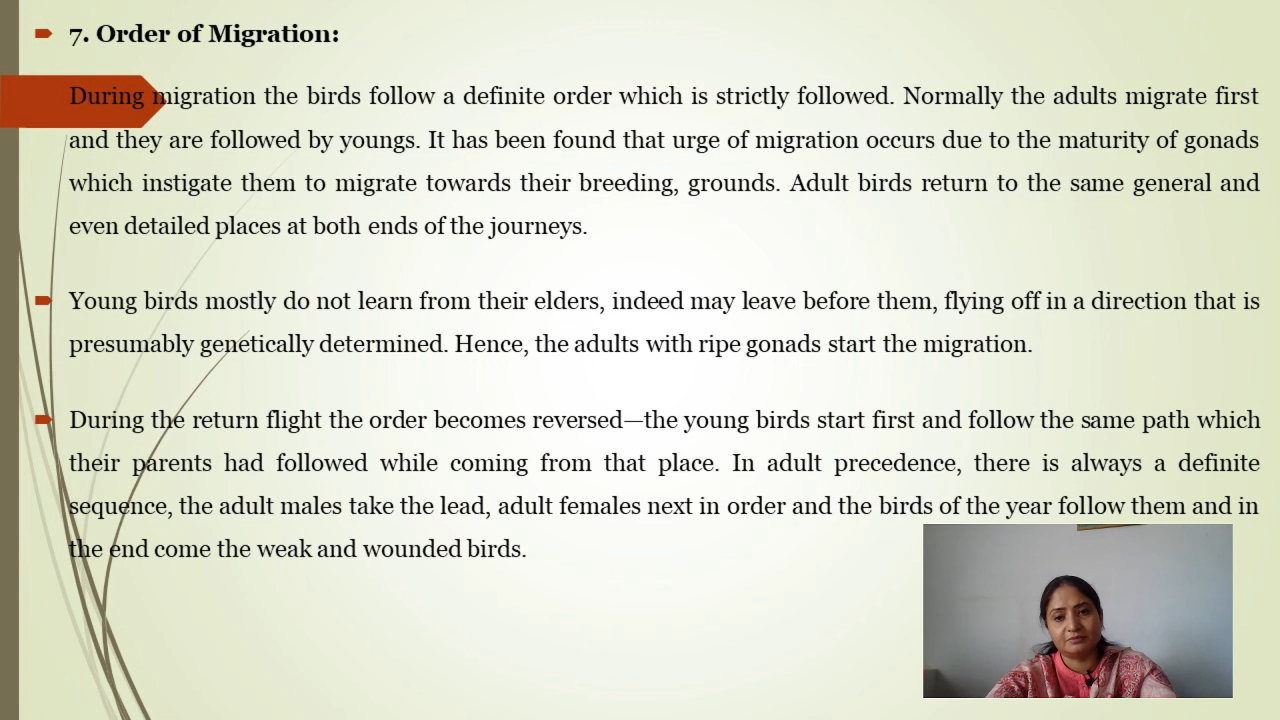 7. Order of Migration:
During migration the birds follow a definite order which is strictly followed. Normally the adults migrate first
and they are followed by youngs. It has been found that urge of migration occurs due to the maturity of gonads
which instigate them to migrate towards their breeding, grounds. Adult birds return to the same general and
even detailed places at both ends of the journeys.
Young birds mostly do not learn from their elders, indeed may leave before them, flying off in a direction that is
presumably genetically determined. Hence, the adults with ripe gonads start the migration.
During the return flight the order becomes reversed—the young birds start first and follow the same path which
their parents had followed while coming from that place. In adult precedence, there is always a definite
sequence, the adult males take the lead, adult females next in order and the birds of the year follow them and in
the end come the weak and wounded birds.